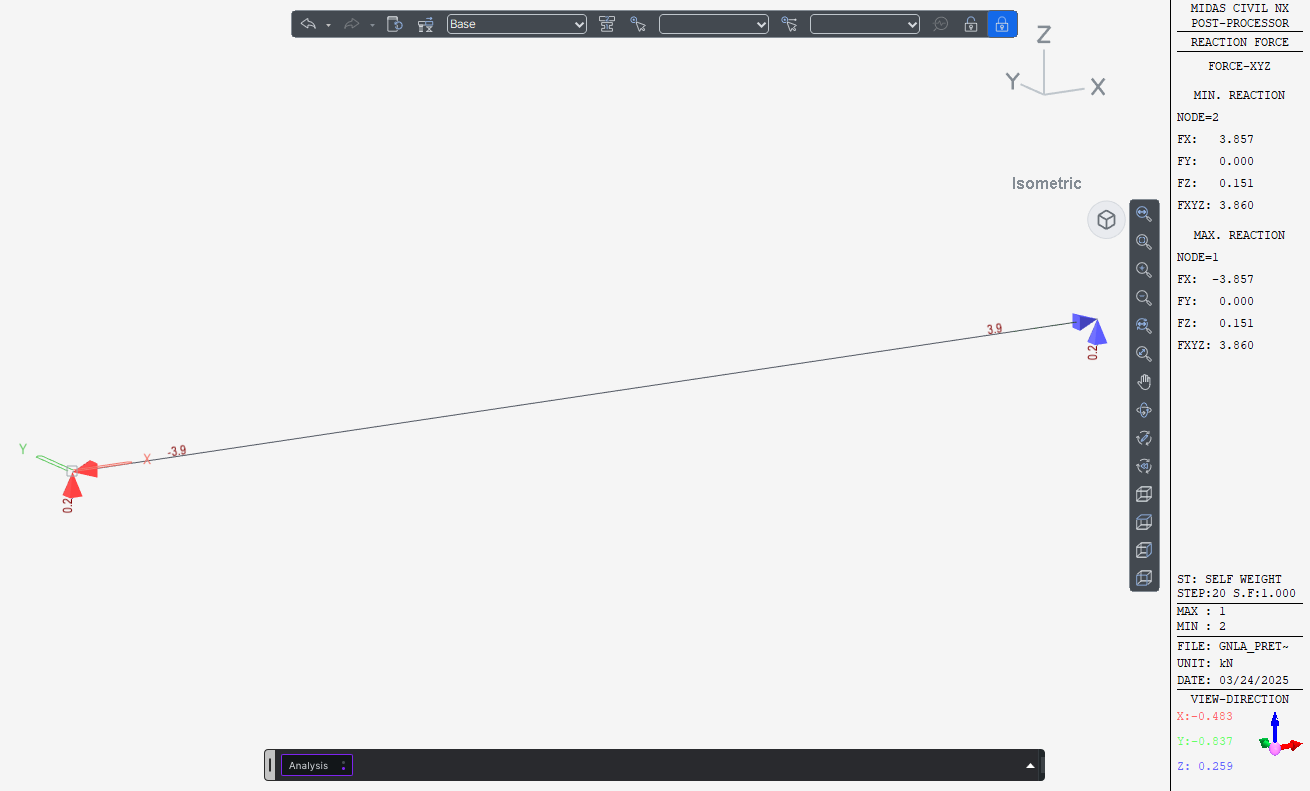 Base
Z
Y
X
Isometric
3.9
0.2
Y
X
-3.9
0.2
Analysis
MIDAS CIVIL NX
POST-PROCESSOR
REACTION FORCE
FORCE-XYZ
MIN. REACTION
NODE=2
FX: 3.857
FY: 0.000
FZ: 0.151
FXYZ: 3.860
MAX. REACTION
NODE=1
FX: -3.857
FY: 0.000
FZ: 0.151
FXYZ: 3.860
ST: SELF WEIGHT
STEP:20 S.F:1.000
MAX : 1
MIN : 2
FILE: GNLA_PRET~
UNIT: kN
DATE: 03/24/2025
VIEW-DIRECTION
X:-0.483
Y:-0.837
Z: 0.259